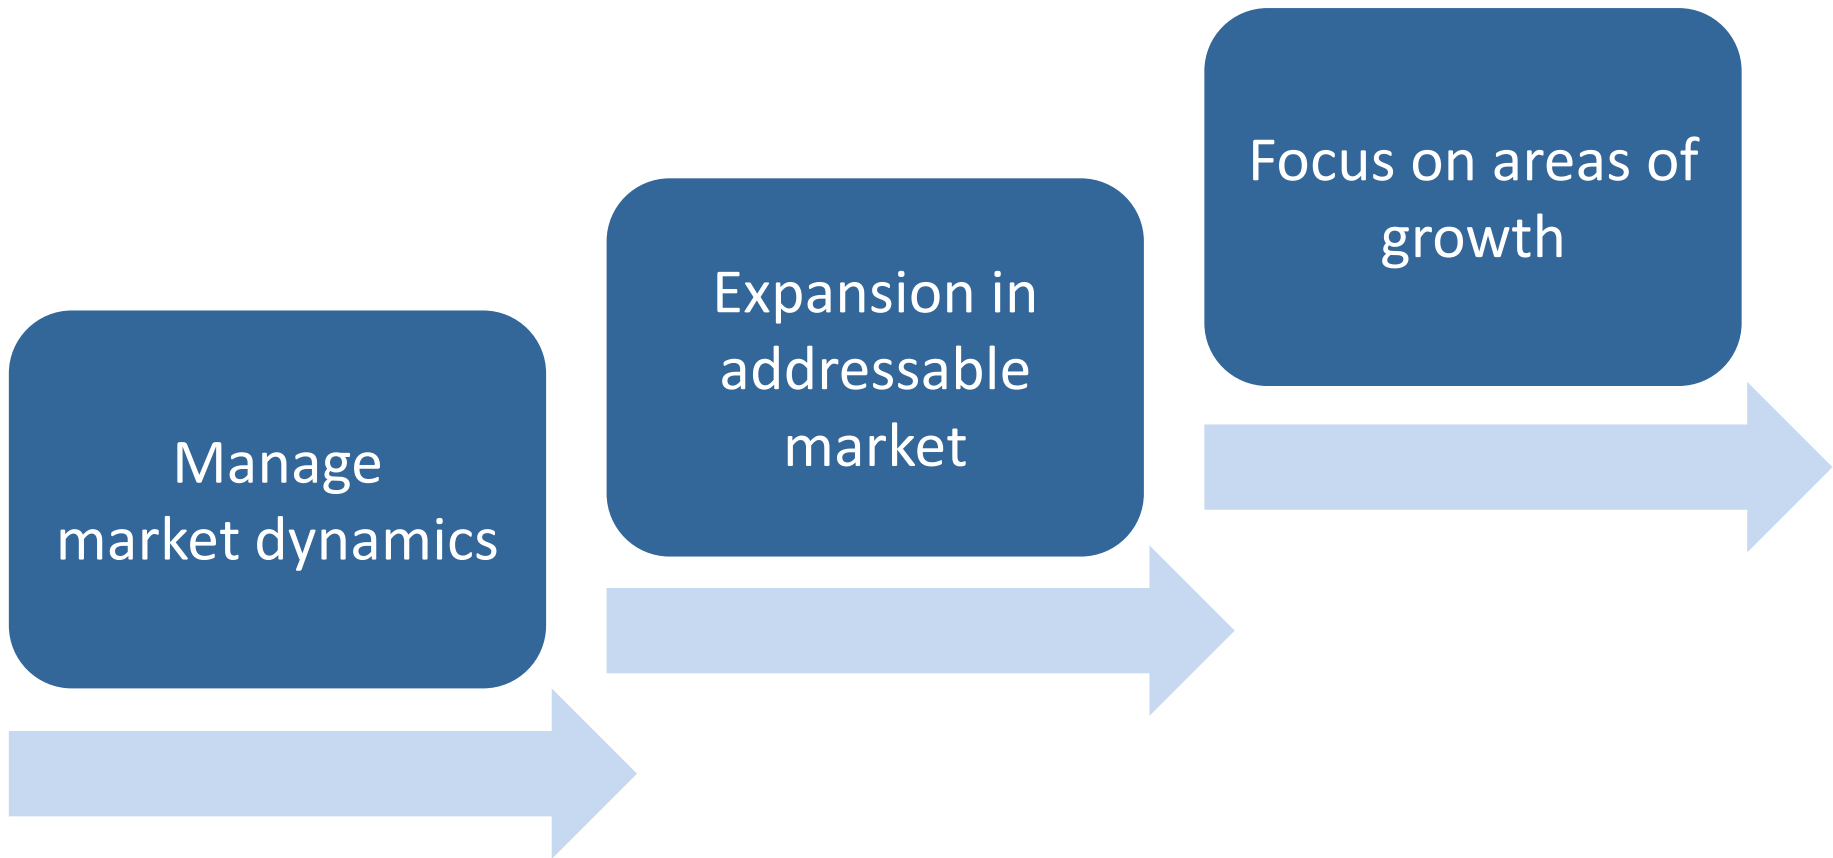 Manage
market dynamics
Expansion in
addressable
market
Focus on areas of
growth